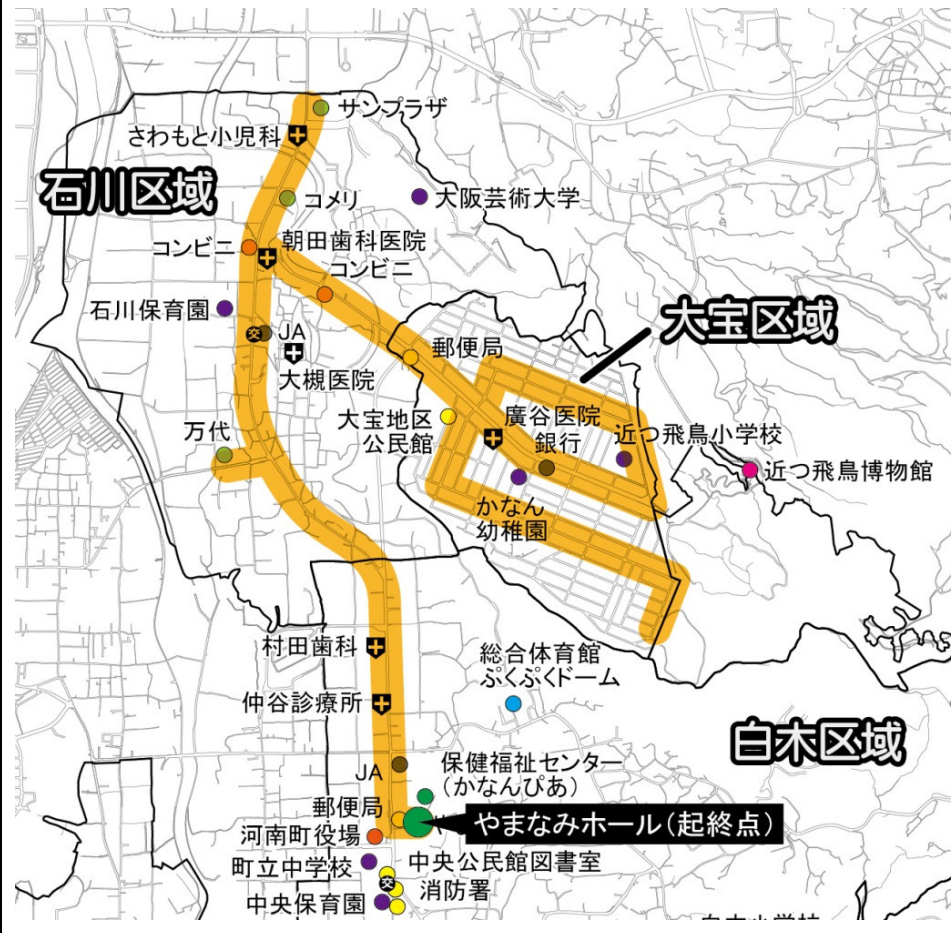 サンプラザ
さわもと小児科
石川区域
コメリ
大阪芸術大学
コンビニ
朝田歯科医院
コンビニ
石川保育園
大宝区域
交
JA
大槻医院
郵便局
大宝地区
公民館
廣谷医院
銀行
近つ飛鳥小学校
万代
近つ飛鳥博物館
かなん
幼稚園
村田歯科
総合体育館
ぷくぷくドーム
仲谷診療所
白木区域
JA
保健福祉センター
(かなんぴあ)
郵便局
やまなみホール(起終点)
河南町役場
町立中学校
中央公民館図書室
交
消防署
中央保育園